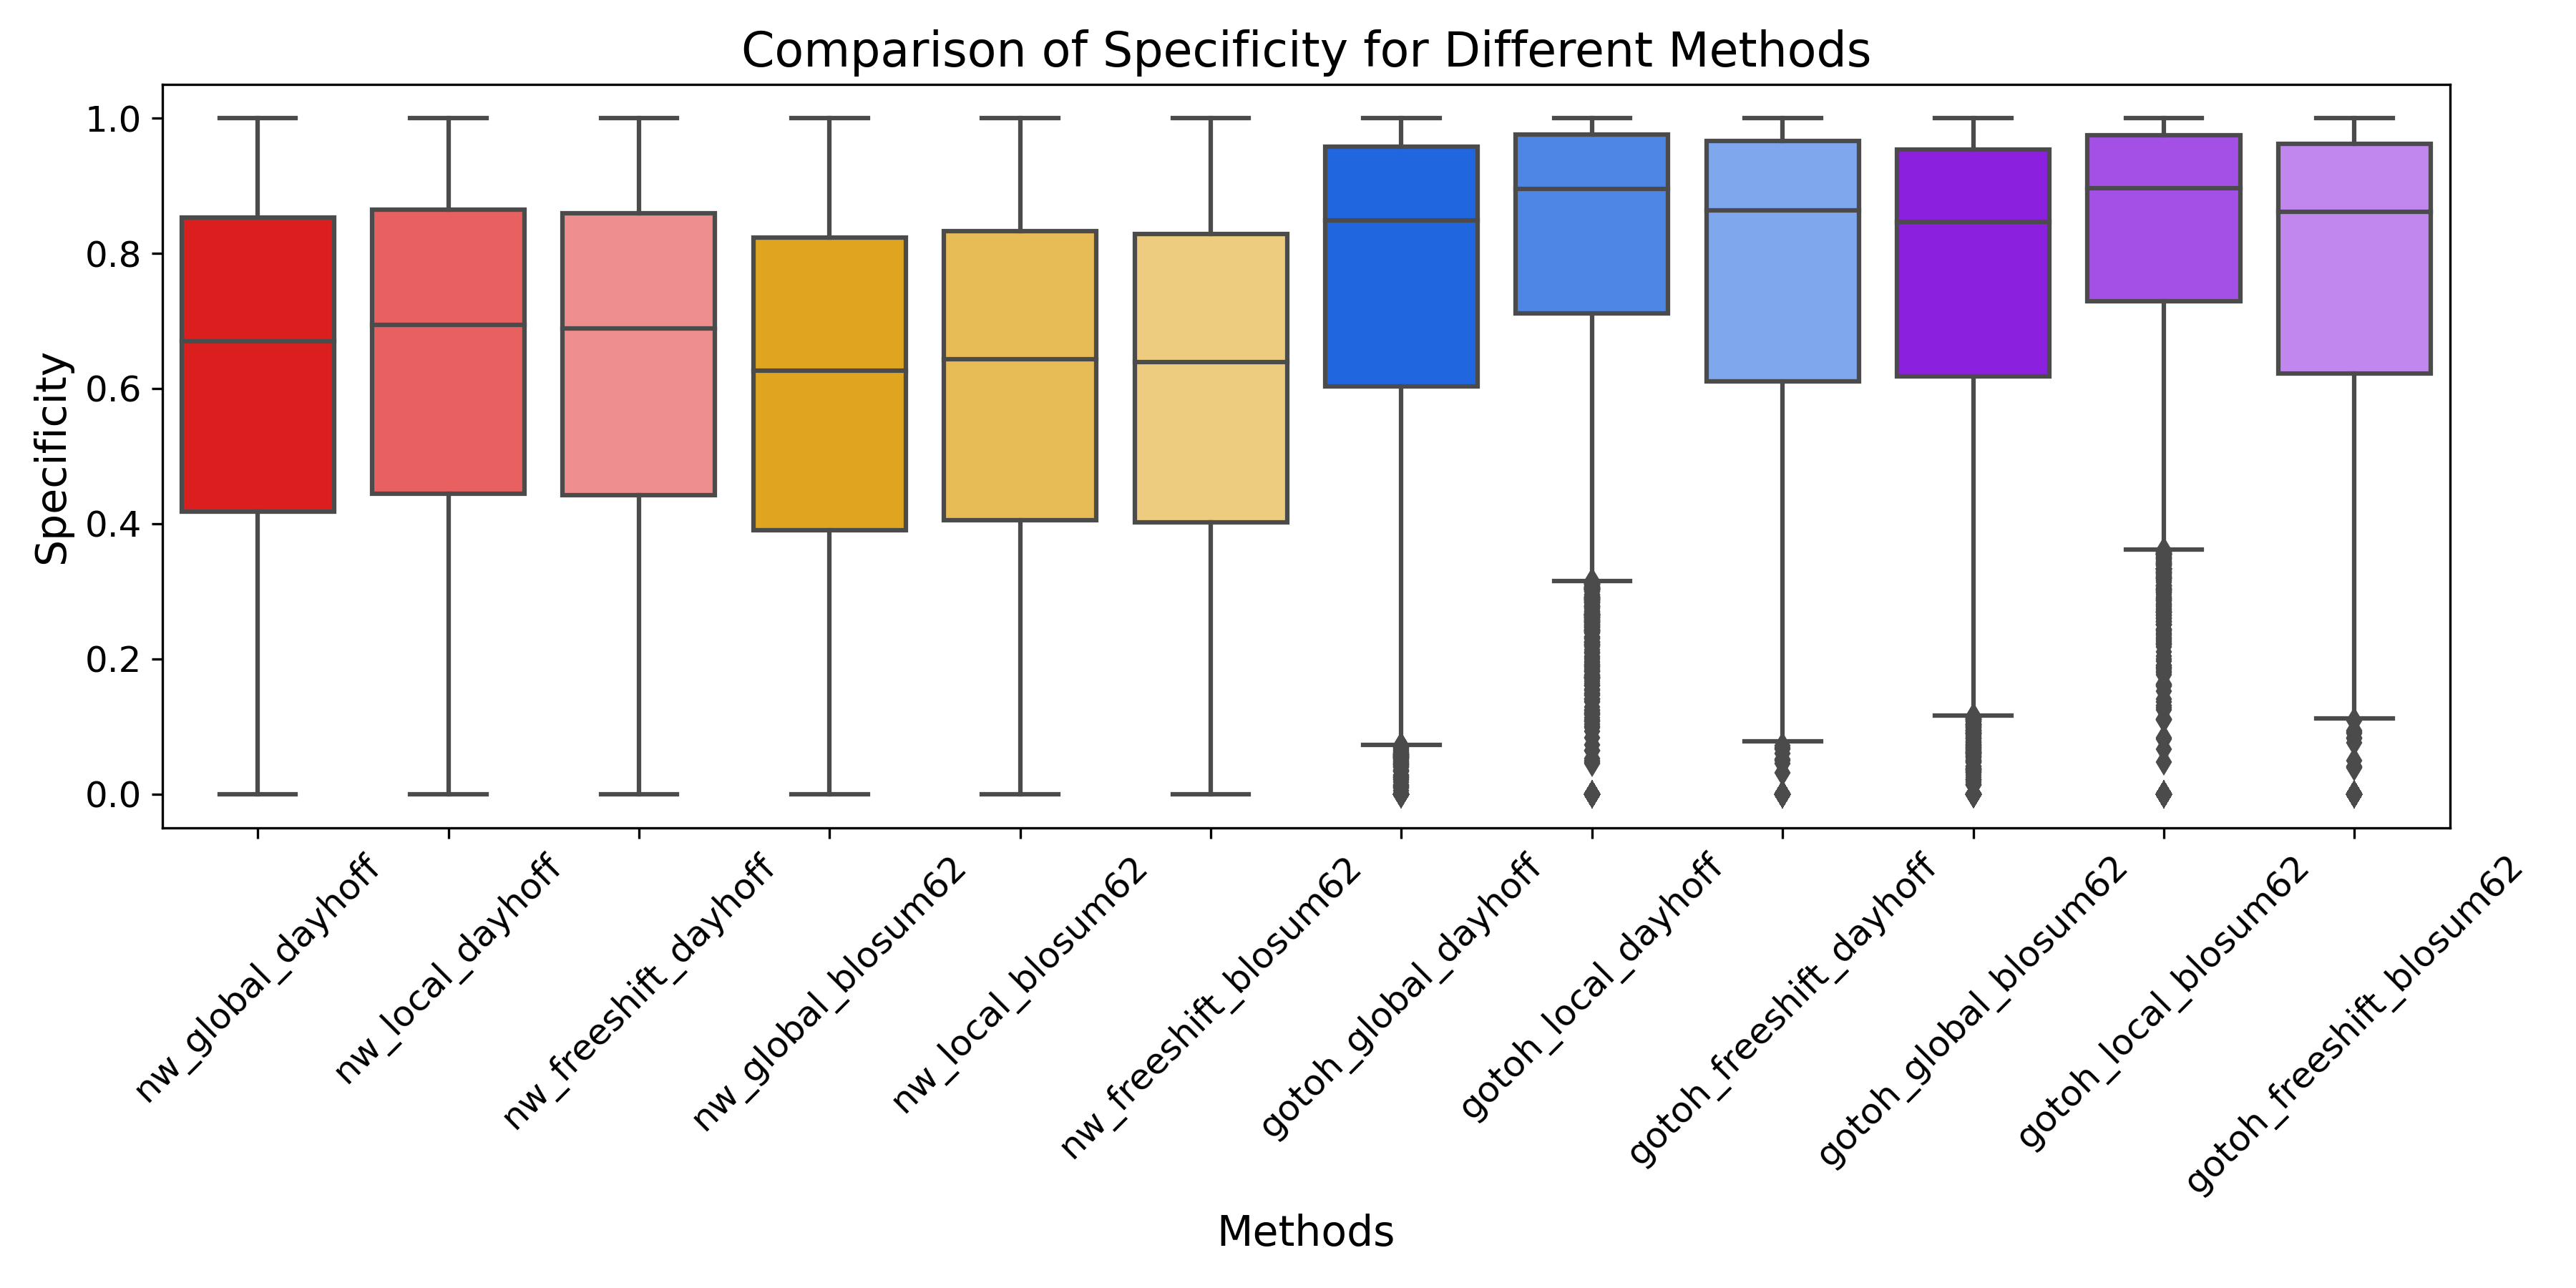 Comparison of Specificity for Different Methods
1.0
0.8
0.6
0.4
0.2
0.0
Specificity
nw_global_dayhoff
nw_local_dayhoff
nw_freeshift_dayhoff
nw_global_blosum62
nw_local_blosum62
nw_freeshift_blosum62
gotoh_global_dayhoff
gotoh_local_dayhoff
gotoh_freeshift_dayhoff
gotoh_global_blosum62
gotoh_local_blosum62
gotoh_freeshift_blosum62
Methods